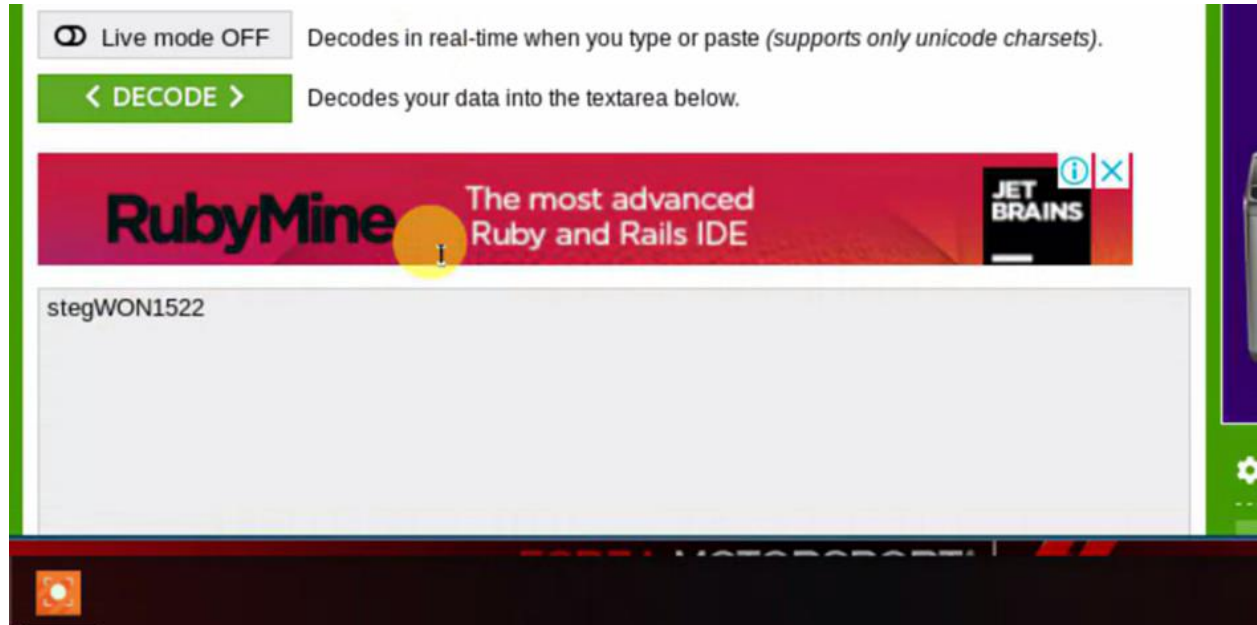 Live mode OFF Decodes in real-time when you type or paste (supports only unicode charsets).
< DECODE > Decodes your data into the textarea below.
RubyMine
The most advanced
Ruby and Rails IDE
JET
BRAINS
stegWON1522